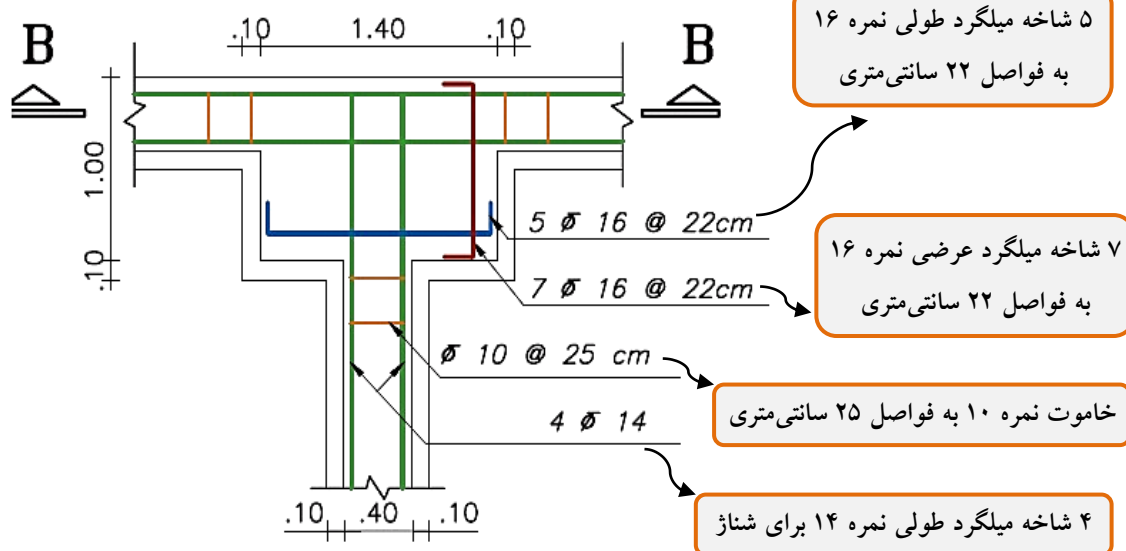 .10 1.40 .10
B B
1.00
.10
5 ϕ 16 @ 22cm
7 ϕ 16 @ 22cm
ϕ 10 @ 25 cm
4 ϕ 14
.10 .40 .10
۵ شاخه میلگرد طولی نمره ۱۶
به فواصل ۲۲ سانتی‌متری
۷ شاخه میلگرد عرضی نمره ۱۶
به فواصل ۲۲ سانتی‌متری
خاموت نمره ۱۰ به فواصل ۲۵ سانتی‌متری
۴ شاخه میلگرد طولی نمره ۱۴ برای شناژ